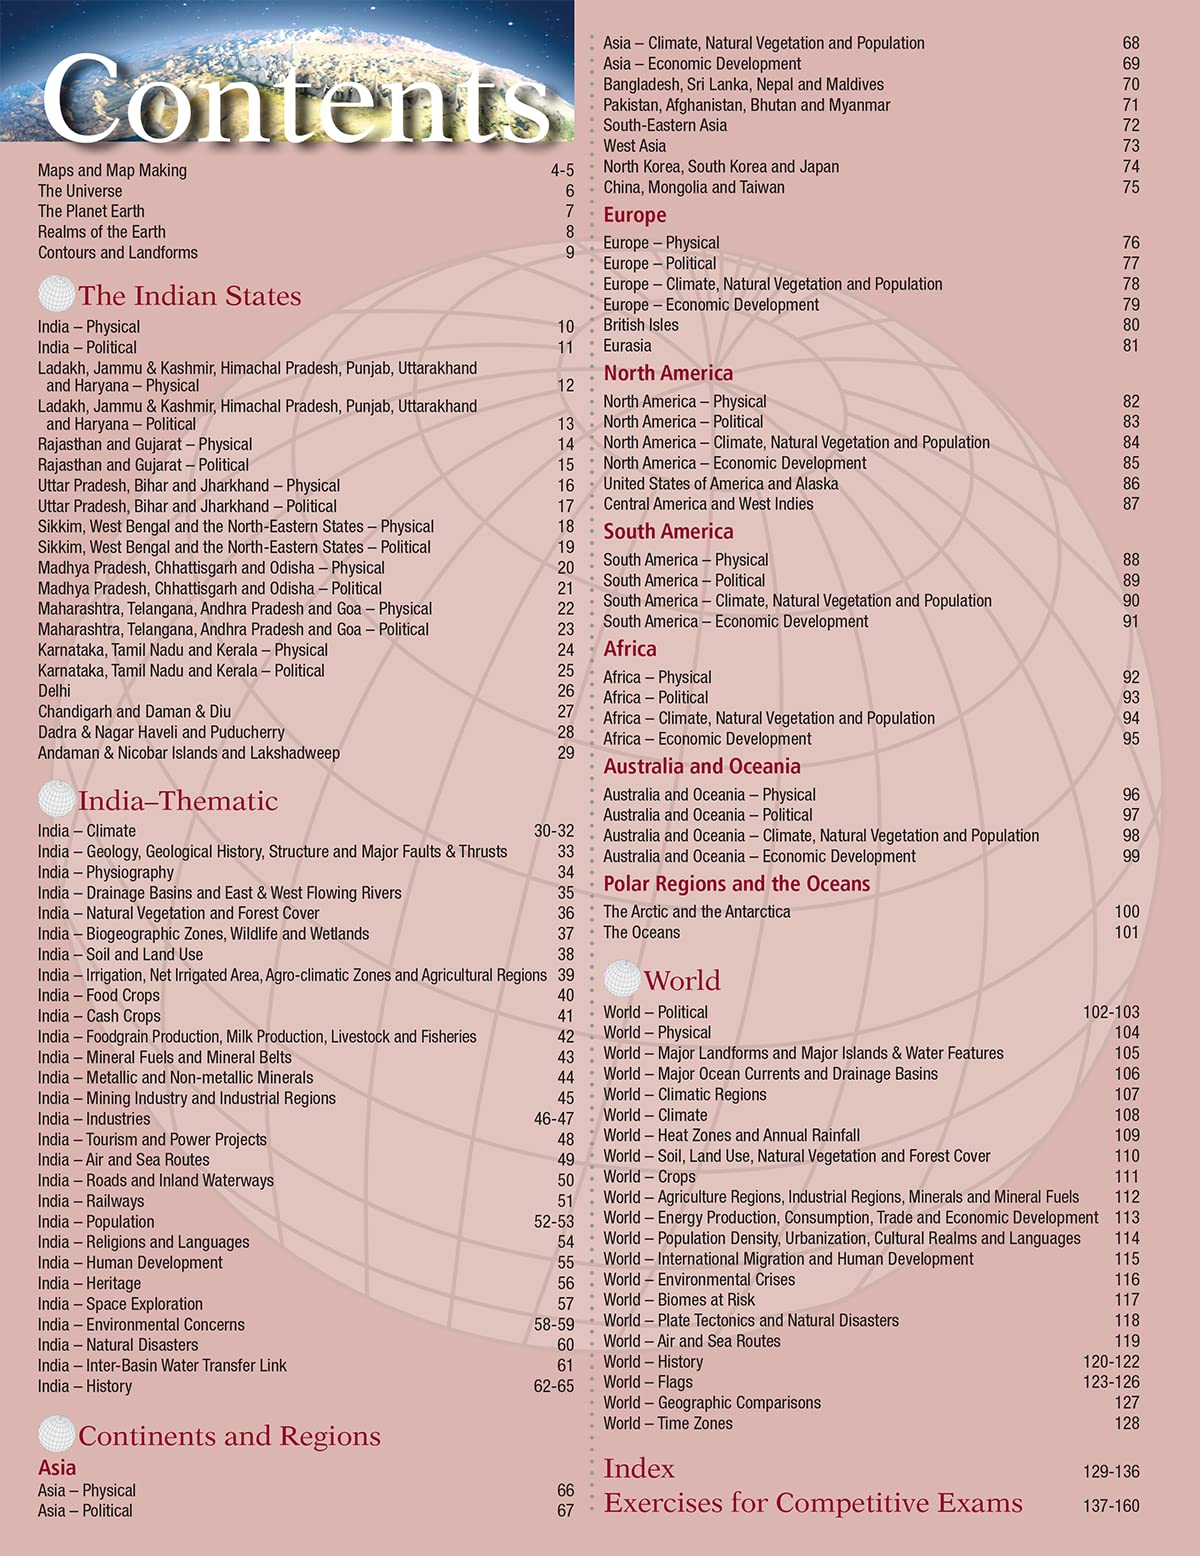 Contents
Maps and Map Making 4-5
The Universe 6
The Planet Earth 7
Realms of the Earth 8
Contours and Landforms 9
The Indian States
India – Physical 10
India – Political 11
Ladakh, Jammu & Kashmir, Himachal Pradesh, Punjab, Uttarakhand
and Haryana – Physical 12
Ladakh, Jammu & Kashmir, Himachal Pradesh, Punjab, Uttarakhand
and Haryana – Political 13
Rajasthan and Gujarat – Physical 14
Rajasthan and Gujarat – Political 15
Uttar Pradesh, Bihar and Jharkhand – Physical 16
Uttar Pradesh, Bihar and Jharkhand – Political 17
Sikkim, West Bengal and the North-Eastern States – Physical 18
Sikkim, West Bengal and the North-Eastern States – Political 19
Madhya Pradesh, Chhattisgarh and Odisha – Physical 20
Madhya Pradesh, Chhattisgarh and Odisha – Political 21
Maharashtra, Telangana, Andhra Pradesh and Goa – Physical 22
Maharashtra, Telangana, Andhra Pradesh and Goa – Political 23
Karnataka, Tamil Nadu and Kerala – Physical 24
Karnataka, Tamil Nadu and Kerala – Political 25
Delhi 26
Chandigarh and Daman & Diu 27
Dadra & Nagar Haveli and Puducherry 28
Andaman & Nicobar Islands and Lakshadweep 29
India–Thematic
India – Climate 30-32
India – Geology, Geological History, Structure and Major Faults & Thrusts 33
India – Physiography 34
India – Drainage Basins and East & West Flowing Rivers 35
India – Natural Vegetation and Forest Cover 36
India – Biogeographic Zones, Wildlife and Wetlands 37
India – Soil and Land Use 38
India – Irrigation, Net Irrigated Area, Agro-climatic Zones and Agricultural Regions 39
India – Food Crops 40
India – Cash Crops 41
India – Foodgrain Production, Milk Production, Livestock and Fisheries 42
India – Mineral Fuels and Mineral Belts 43
India – Metallic and Non-metallic Minerals 44
India – Mining Industry and Industrial Regions 45
India – Industries 46-47
India – Tourism and Power Projects 48
India – Air and Sea Routes 49
India – Roads and Inland Waterways 50
India – Railways 51
India – Population 52-53
India – Religions and Languages 54
India – Human Development 55
India – Heritage 56
India – Space Exploration 57
India – Environmental Concerns 58-59
India – Natural Disasters 60
India – Inter-Basin Water Transfer Link 61
India – History 62-65
Continents and Regions
Asia
Asia – Physical 66
Asia – Political 67
Asia – Climate, Natural Vegetation and Population 68
Asia – Economic Development 69
Bangladesh, Sri Lanka, Nepal and Maldives 70
Pakistan, Afghanistan, Bhutan and Myanmar 71
South-Eastern Asia 72
West Asia 73
North Korea, South Korea and Japan 74
China, Mongolia and Taiwan 75
Europe
Europe – Physical 76
Europe – Political 77
Europe – Climate, Natural Vegetation and Population 78
Europe – Economic Development 79
British Isles 80
Eurasia 81
North America
North America – Physical 82
North America – Political 83
North America – Climate, Natural Vegetation and Population 84
North America – Economic Development 85
United States of America and Alaska 86
Central America and West Indies 87
South America
South America – Physical 88
South America – Political 89
South America – Climate, Natural Vegetation and Population 90
South America – Economic Development 91
Africa
Africa – Physical 92
Africa – Political 93
Africa – Climate, Natural Vegetation and Population 94
Africa – Economic Development 95
Australia and Oceania
Australia and Oceania – Physical 96
Australia and Oceania – Political 97
Australia and Oceania – Climate, Natural Vegetation and Population 98
Australia and Oceania – Economic Development 99
Polar Regions and the Oceans
The Arctic and the Antarctica 100
The Oceans 101
World
World – Political 102-103
World – Physical 104
World – Major Landforms and Major Islands & Water Features 105
World – Major Ocean Currents and Drainage Basins 106
World – Climatic Regions 107
World – Climate 108
World – Heat Zones and Annual Rainfall 109
World – Soil, Land Use, Natural Vegetation and Forest Cover 110
World – Crops 111
World – Agriculture Regions, Industrial Regions, Minerals and Mineral Fuels 112
World – Energy Production, Consumption, Trade and Economic Development 113
World – Population Density, Urbanization, Cultural Realms and Languages 114
World – International Migration and Human Development 115
World – Environmental Crises 116
World – Biomes at Risk 117
World – Plate Tectonics and Natural Disasters 118
World – Air and Sea Routes 119
World – History 120-122
World – Flags 123-126
World – Geographic Comparisons 127
World – Time Zones 128
Index 129-136
Exercises for Competitive Exams 137-160